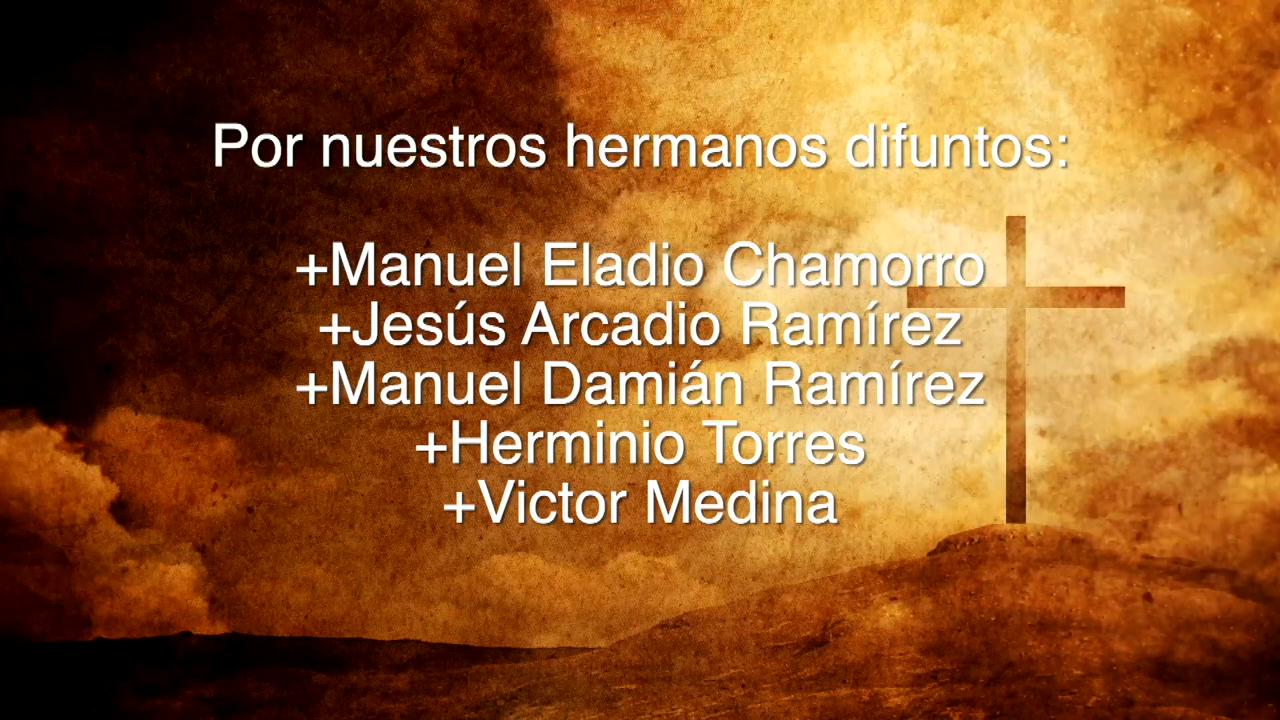 Por nuestros hermanos difuntos:
+Manuel Eladio Chamorro
+Jesús Arcadio Ramírez
+Manuel Damián Ramírez
+Herminio Torres
+Victor Medina